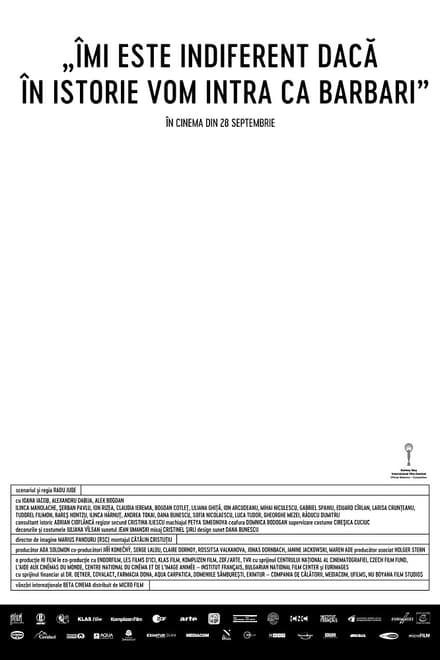 „ÎMI ESTE INDIFERENT DACĂ
ÎN ISTORIE VOM INTRA CA BARBARI”
ÎN CINEMA DIN 28 SEPTEMBRIE
Karlovy Vary
International Film Festival
Official Selection - Competition
scenariul și regia RADU JUDE
cu IOANA IACOB, ALEXANDRU DABIJA, ALEX BOGDAN
ILINCA MANOLACHE, ȘERBAN PAVLU, ION RIZEA, CLAUDIA IEREMIA, BOGDAN COTLEȚ, LILIANA GHIȚĂ, ION ARCUDEANU, MIHAI NICULESCU, GABRIEL SPAHIU, EDUARD CÎRLAN, LARISA CRUNȚEANU,
TUDOREL FILIMON, RAREȘ HONTZU, ILINCA HĂRNUȚ, ANDREA TOKAI, DANA BUNESCU, SOFIA NICOLAESCU, LUCA TUDOR, GHEORGHE MEZEI, RĂDUCU DUMITRU
consultant istoric ADRIAN CIOFLÂNCĂ regizor secund CRISTINA ILIESCU machiajul PETYA SIMEONOVA coafura DOMNICA BODOGAN supervizare costume CIREȘICA CUCIUC
decorurile și costumele IULIANA VÎLSAN sunetul JEAN UMANSKI mixaj CRISTINEL ȘIRLI design sunet DANA BUNESCU
director de imagine MARIUS PANDURU (RSC) montajul CĂTĂLIN CRISTUȚIU
producător ADA SOLOMON co-producători JIŘÍ KONEČNÝ, SERGE LALOU, CLAIRE DORNOY, ROSSITSA VALKANOVA, JONAS DORNBACH, JANINE JACKOWSKI, MAREN ADE producător asociat HOLGER STERN
o producție HI FILM în co-producție cu ENDORFILM, LES FILMS D'ICI, KLAS FILM, KOMPLIZEN FILM, ZDF/ARTE, TVR cu sprijinul CENTRULUI NAȚIONAL AL CINEMATOGRAFIEI, CZECH FILM FUND,
L'AIDE AUX CINÉMAS DU MONDE, CENTRE NATIONAL DU CINÉMA ET DE L'IMAGE ANIMÉE – INSTITUT FRANÇAIS, BULGARIAN NATIONAL FILM CENTER și EURIMAGES
cu sprijinul financiar al DR. OETKER, COVALACT, FARMACIA DONA, AQUA CARPATICA, DOMENIILE SÂMBUREȘTI, EXIMTUR – COMPANIA DE CĂLĂTORII, MEDIACOM, UFILMS, NU BOYANA FILM STUDIOS
vânzări internaționale BETA CINEMA distribuit de MICRO FILM
KLAS FILM Komplizen Film arte CNC
Covalact AQUA EXIMTUR MEDIACOM microFILM